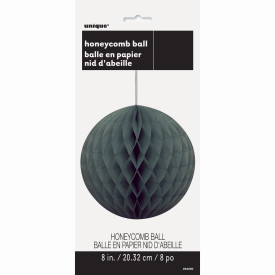 unique
honeycomb ball
balle en papier
nid d'abeille
HONEYCOMB BALL
BALLE EN PAPIER NID D'ABEILLE
8 in. / 20.32 cm / 8 po